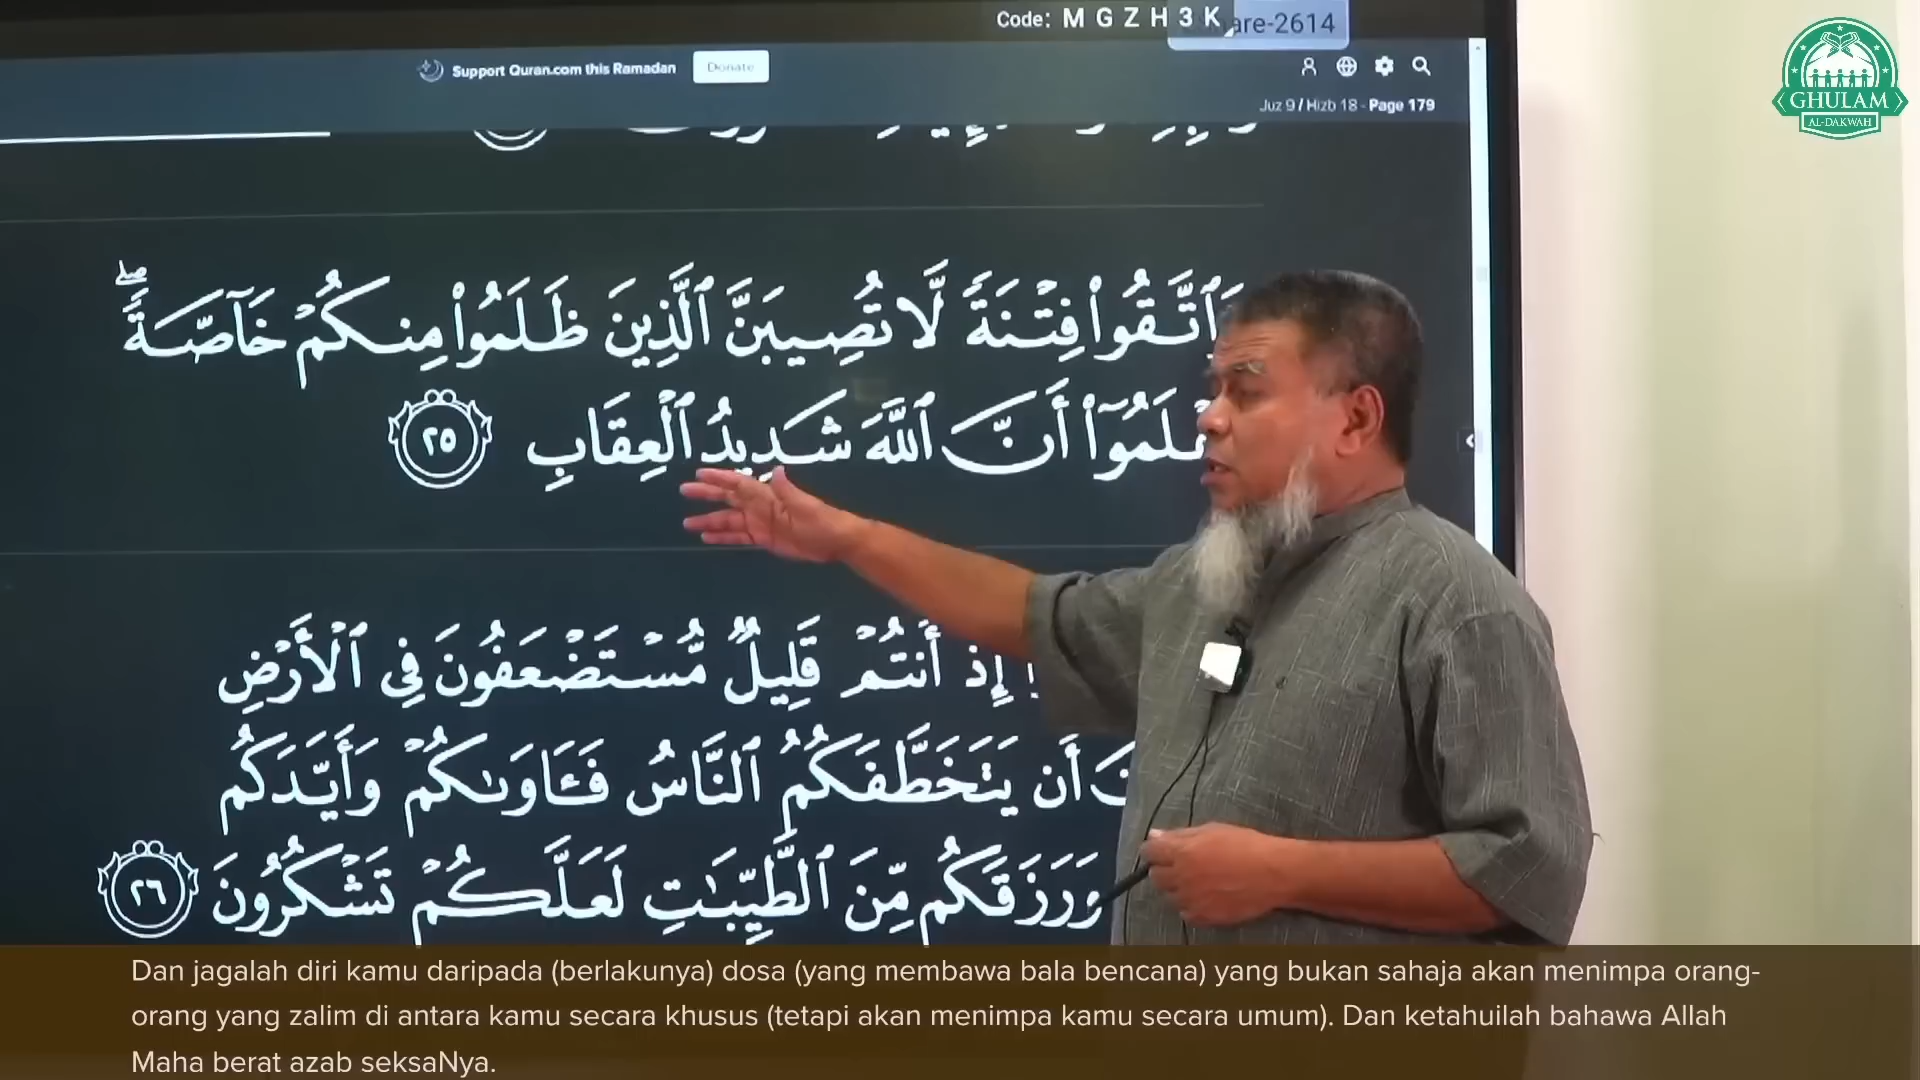 Code: M G Z H 3 K
are-2614
Support Quran.com this Ramadan
Donate
Juz 9 / Hizb 18 - Page 179
GHULAM
AL-DAKWAH
وَٱتَّقُوا۟ فِتْنَةً لَّا تُصِيبَنَّ ٱلَّذِينَ ظَلَمُوا۟ مِنكُمْ خَآصَّةً ۖ
أَنَّ ٱللَّهَ شَدِيدُ ٱلْعِقَابِ ٢٥
إِذْ أَنتُمْ قَلِيلٌ مُّسْتَضْعَفُونَ فِى ٱلْأَرْضِ
أَن يَتَخَطَّفَكُمُ ٱلنَّاسُ فَـَٔاوَىٰكُمْ وَأَيَّدَكُم
وَرَزَقَكُم مِّنَ ٱلطَّيِّبَـٰتِ لَعَلَّكُمْ تَشْكُرُونَ ٢٦
Dan jagalah diri kamu daripada (berlakunya) dosa (yang membawa bala bencana) yang bukan sahaja akan menimpa orang-
orang yang zalim di antara kamu secara khusus (tetapi akan menimpa kamu secara umum). Dan ketahuilah bahawa Allah
Maha berat azab seksaNya.